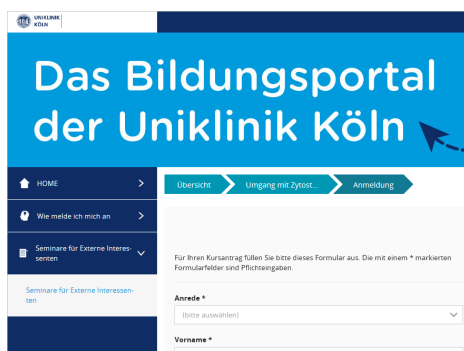 UNIKLINIK
KÖLN
Das Bildungsportal
der Uniklinik Köln
HOME
Wie melde ich mich an
Seminare für Externe Interes-
senten
Seminare für Externe Interessen-
ten
Übersicht
Umgang mit Zytost...
Anmeldung
Für Ihren Kursantrag füllen Sie bitte dieses Formular aus. Die mit einem * markierten
Formularfelder sind Pflichteingaben.
Anrede *
(bitte auswählen)
Vorname *